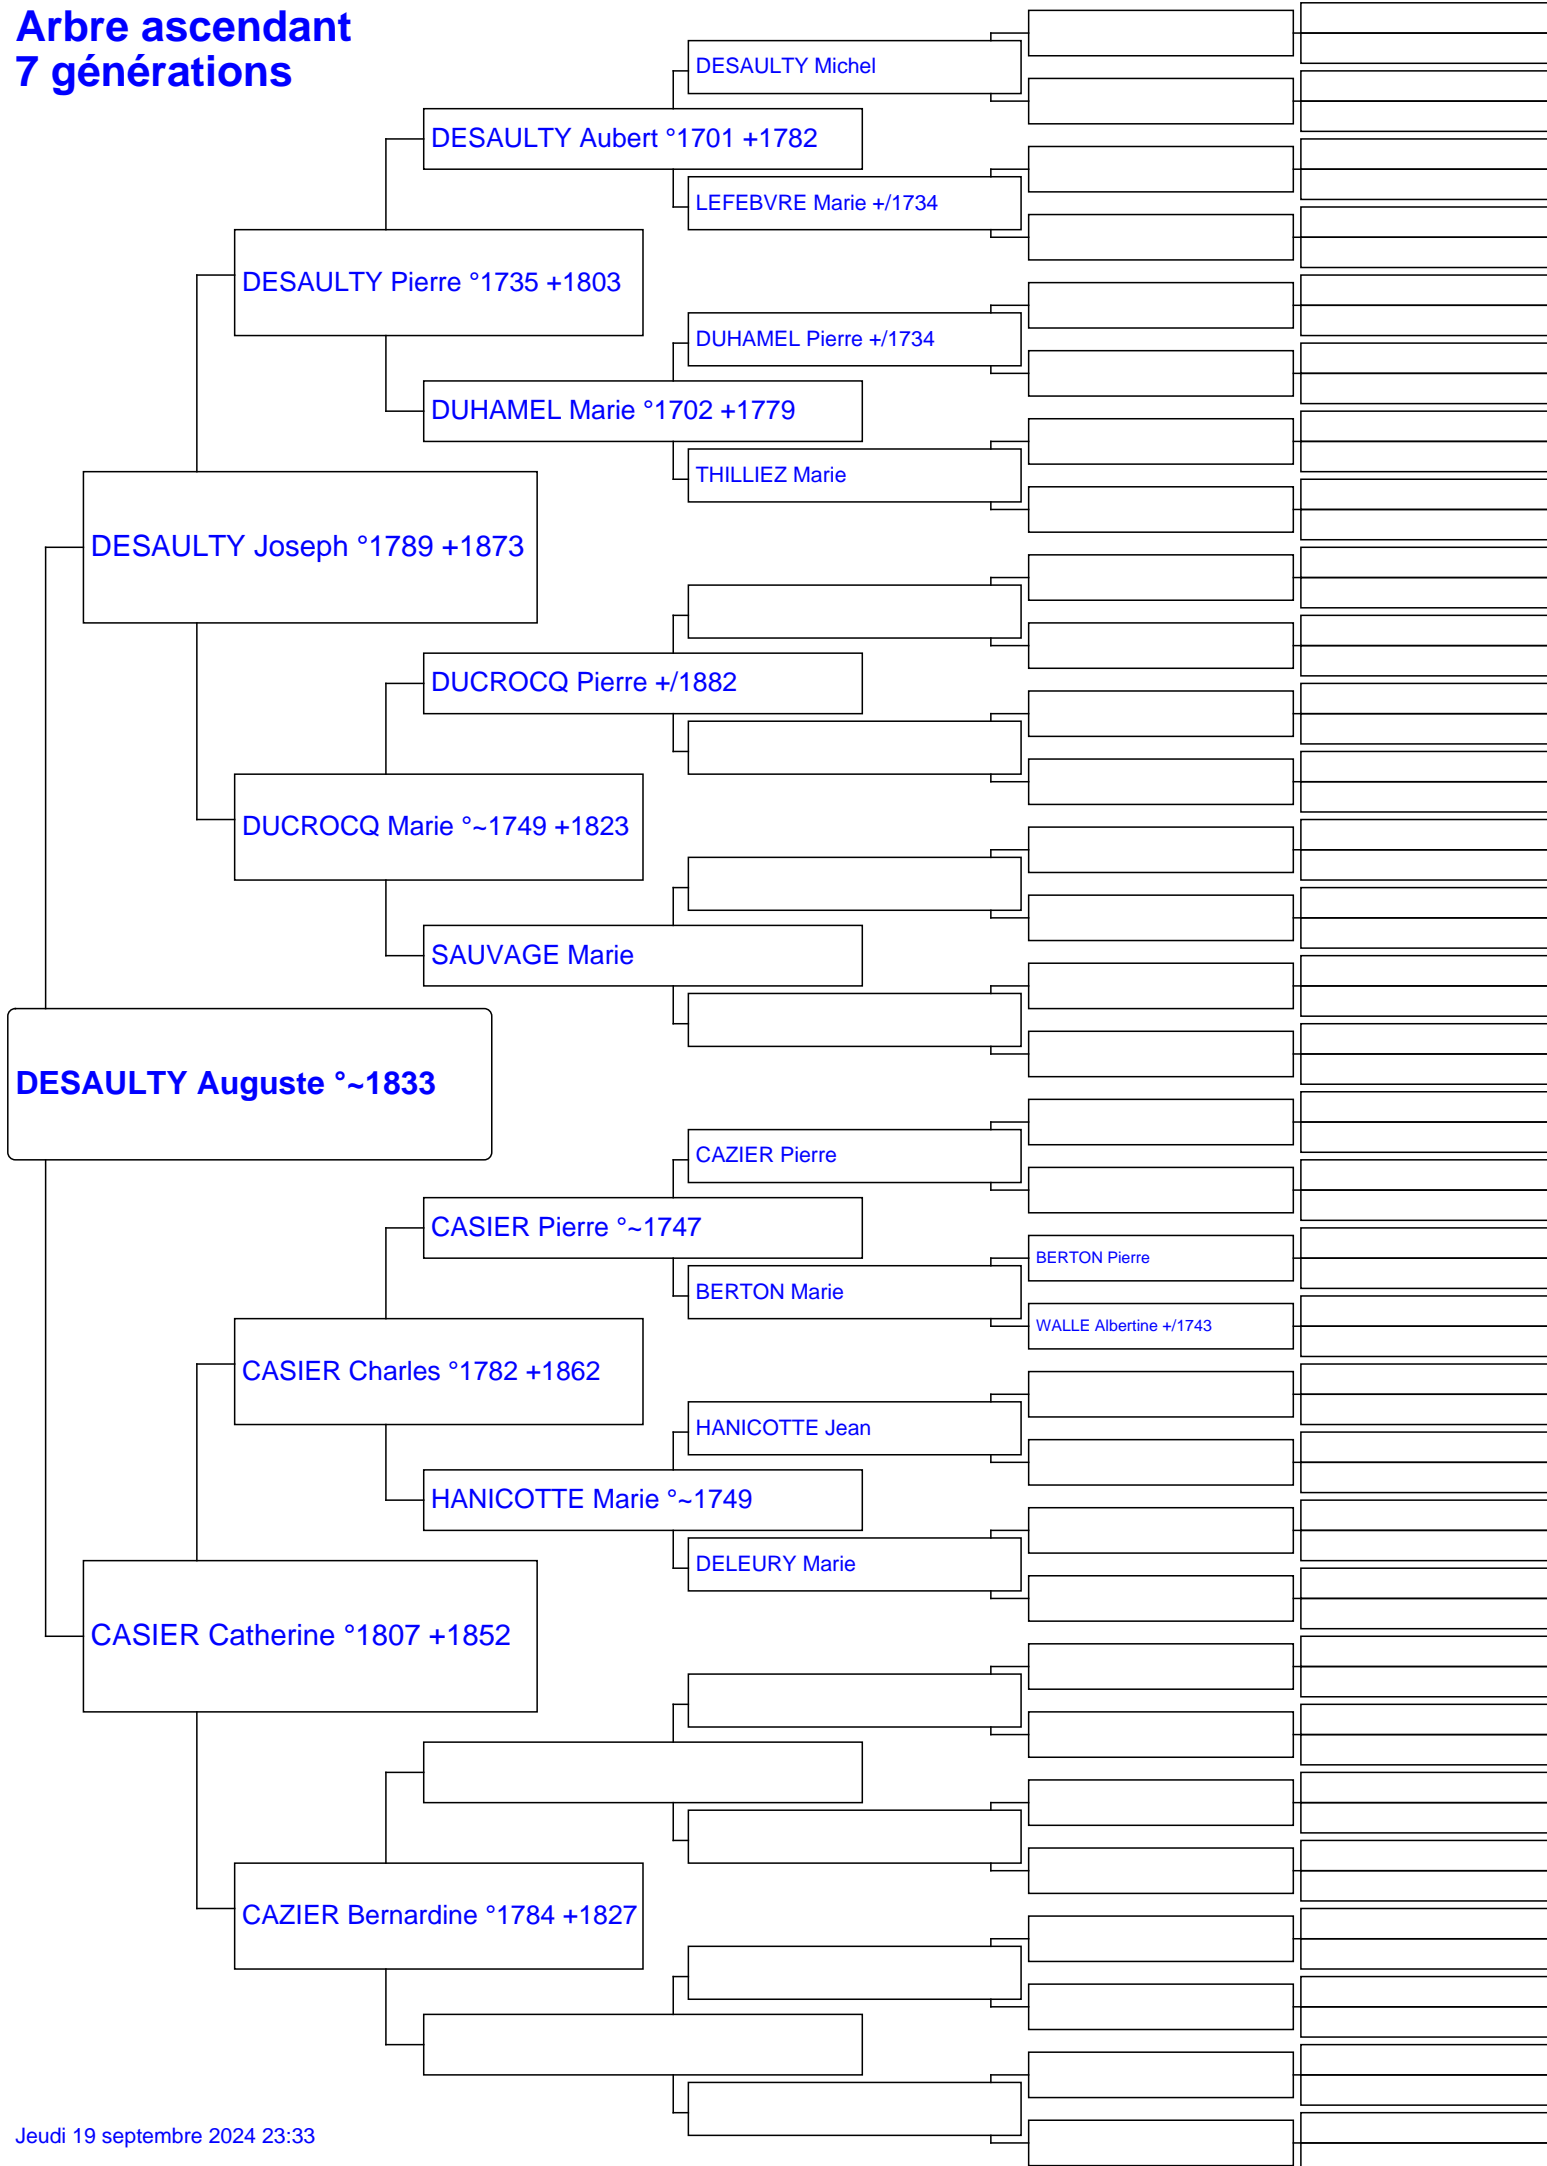 Arbre ascendant
7 générations
DESAULTY Michel
DESAULTY Aubert °1701 +1782
LEFEBVRE Marie +/1734
DESAULTY Pierre °1735 +1803
DUHAMEL Pierre +/1734
DUHAMEL Marie °1702 +1779
THILLIEZ Marie
DESAULTY Joseph °1789 +1873
DUCROCQ Pierre +/1882
DUCROCQ Marie °~1749 +1823
SAUVAGE Marie
DESAULTY Auguste °~1833
CAZIER Pierre
CASIER Pierre °~1747
BERTON Pierre
BERTON Marie
WALLE Albertine +/1743
CASIER Charles °1782 +1862
HANICOTTE Jean
HANICOTTE Marie °~1749
DELEURY Marie
CASIER Catherine °1807 +1852
CAZIER Bernardine °1784 +1827
Jeudi 19 septembre 2024 23:33